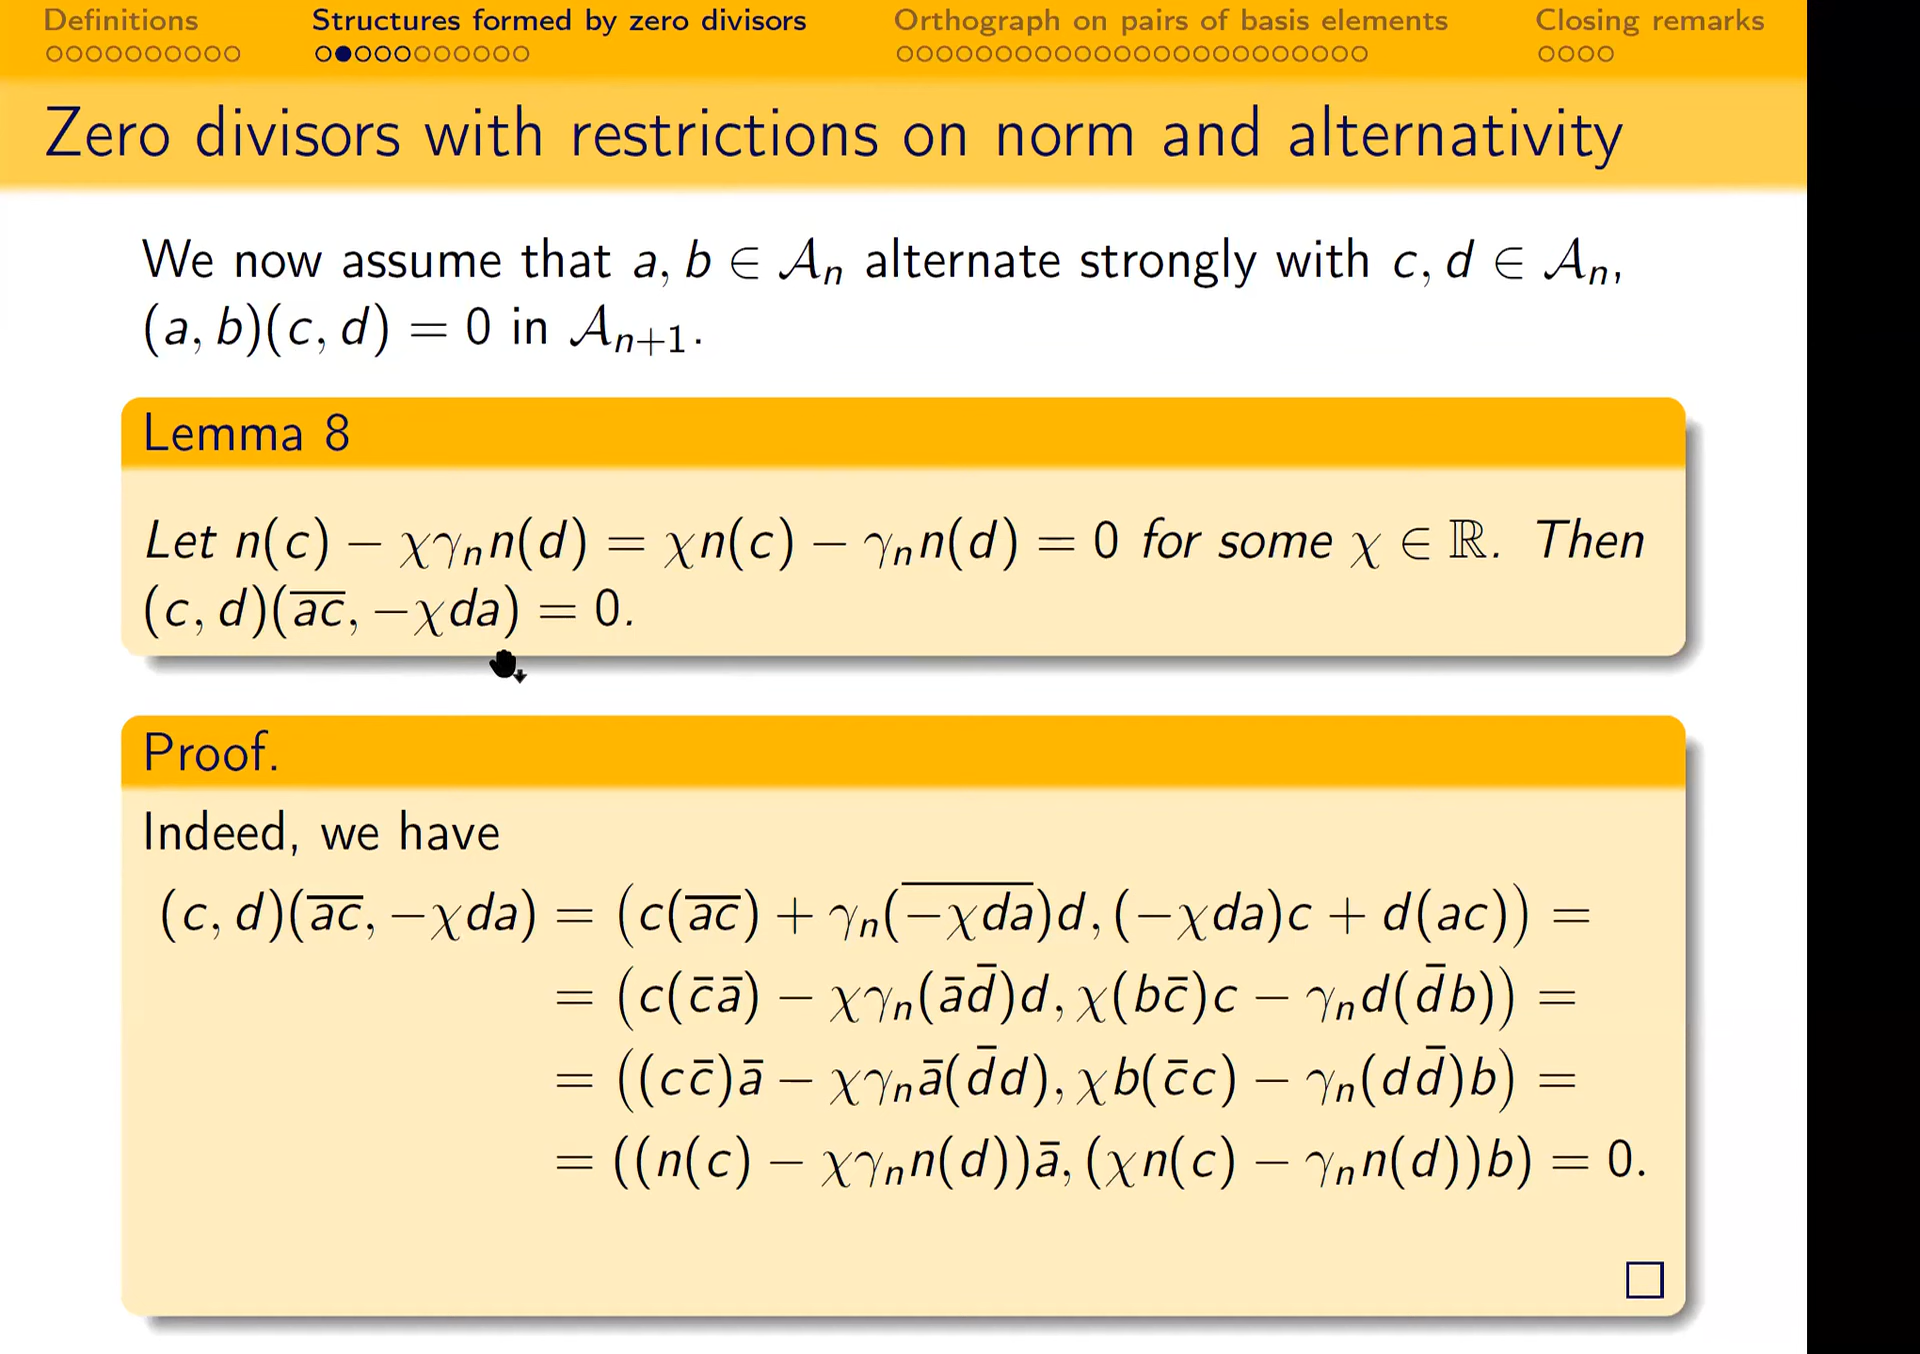 Definitions Structures formed by zero divisors Orthograph on pairs of basis elements Closing remarks
Zero divisors with restrictions on norm and alternativity
We now assume that a, b ∈ 𝒜ₙ alternate strongly with c, d ∈ 𝒜ₙ,
(a, b)(c, d) = 0 in 𝒜ₙ₊₁.
Lemma 8
Let n(c) − χγₙn(d) = χn(c) − γₙn(d) = 0 for some χ ∈ ℝ. Then
(c, d)(\overline{ac}, −χda) = 0.
Proof.
Indeed, we have
(c, d)(\overline{ac}, −χda) = (c(\overline{ac}) + γₙ(\overline{−χda})d, (−χda)c + d(ac)) =
= (c(c̄ā) − χγₙ(ād̄)d, χ(bc̄)c − γₙd(d̄b)) =
= ((cc̄)ā − χγₙā(d̄d), χb(c̄c) − γₙ(dd̄)b) =
= ((n(c) − χγₙn(d))ā, (χn(c) − γₙn(d))b) = 0.
□